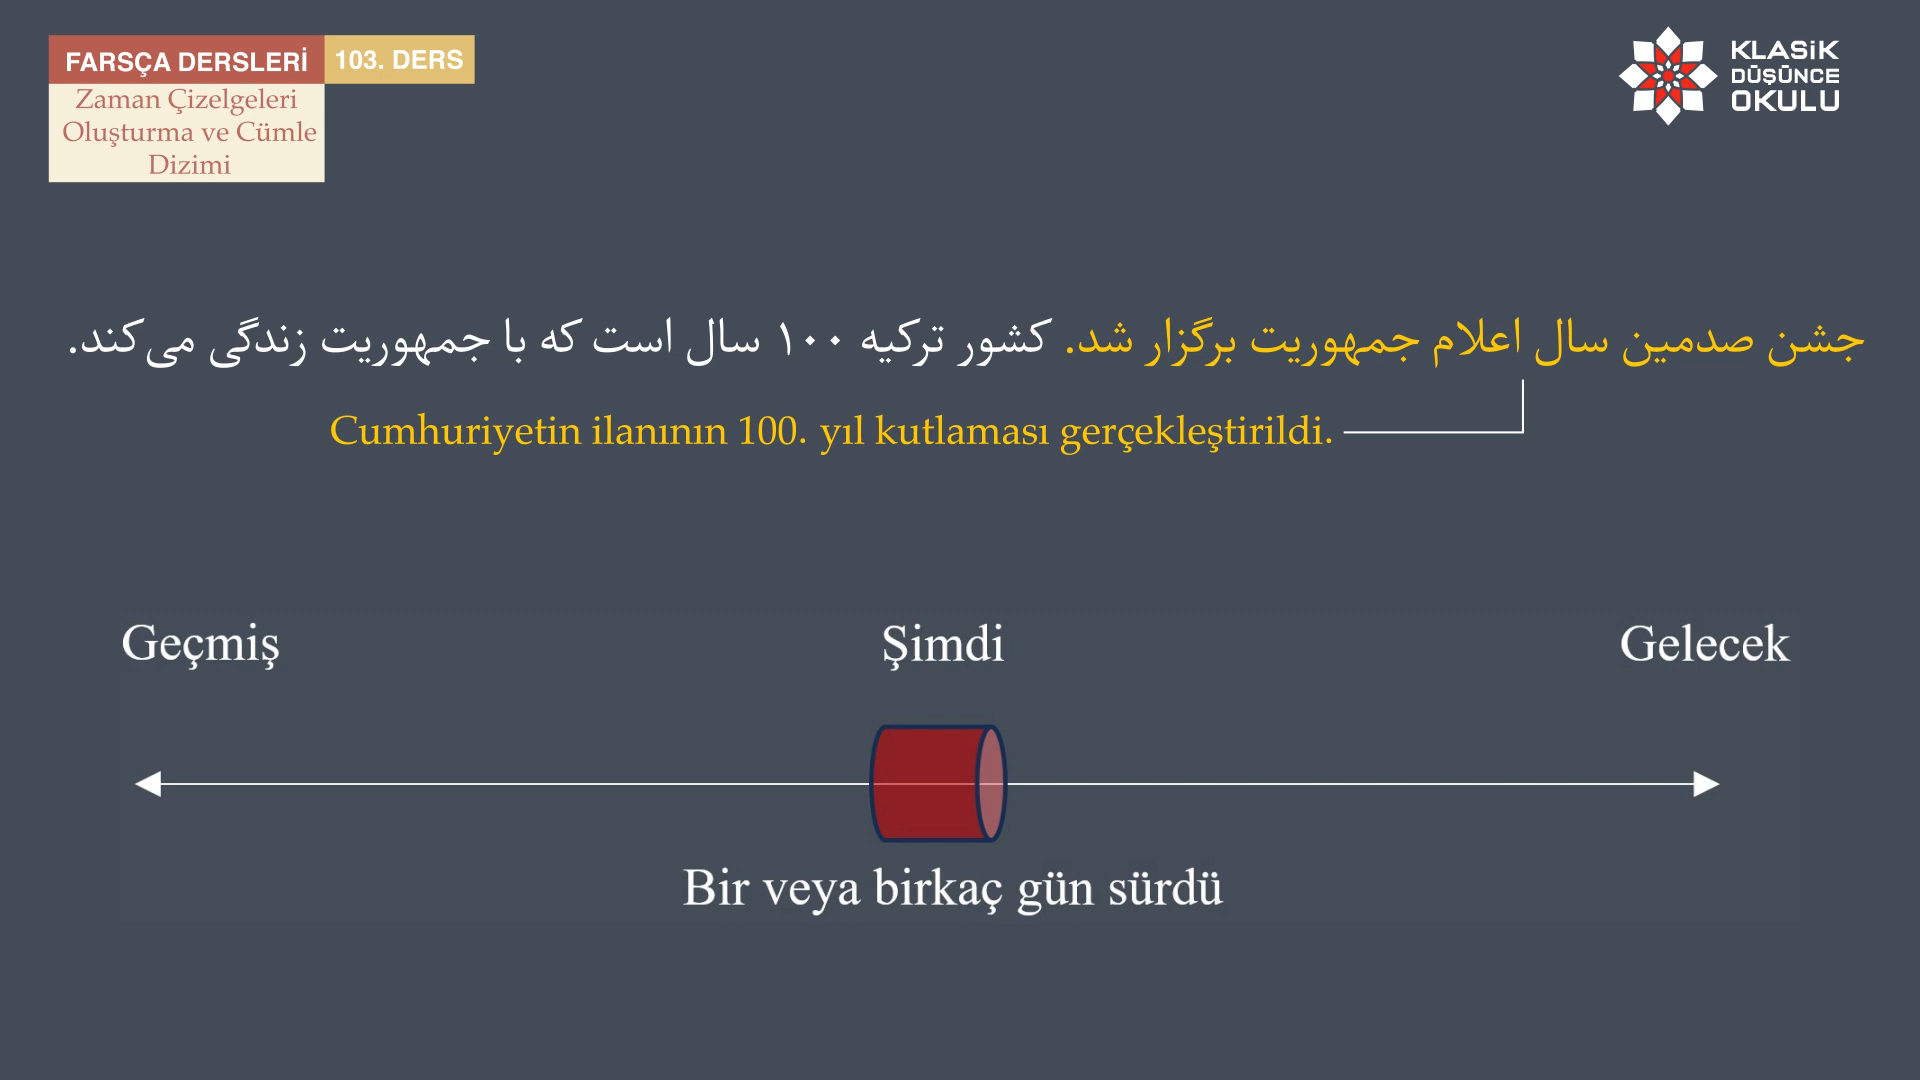 FARSÇA DERSLERİ
103. DERS
Zaman Çizelgeleri
Oluşturma ve Cümle
Dizimi
KLASiK
DÜŞÜNCE
OKULU
جشن صدمین سال اعلام جمهوریت برگزار شد. کشور ترکیه ۱۰۰ سال است که با جمهوریت زندگی می‌کند.
Cumhuriyetin ilanının 100. yıl kutlaması gerçekleştirildi.
Geçmiş
Şimdi
Gelecek
Bir veya birkaç gün sürdü